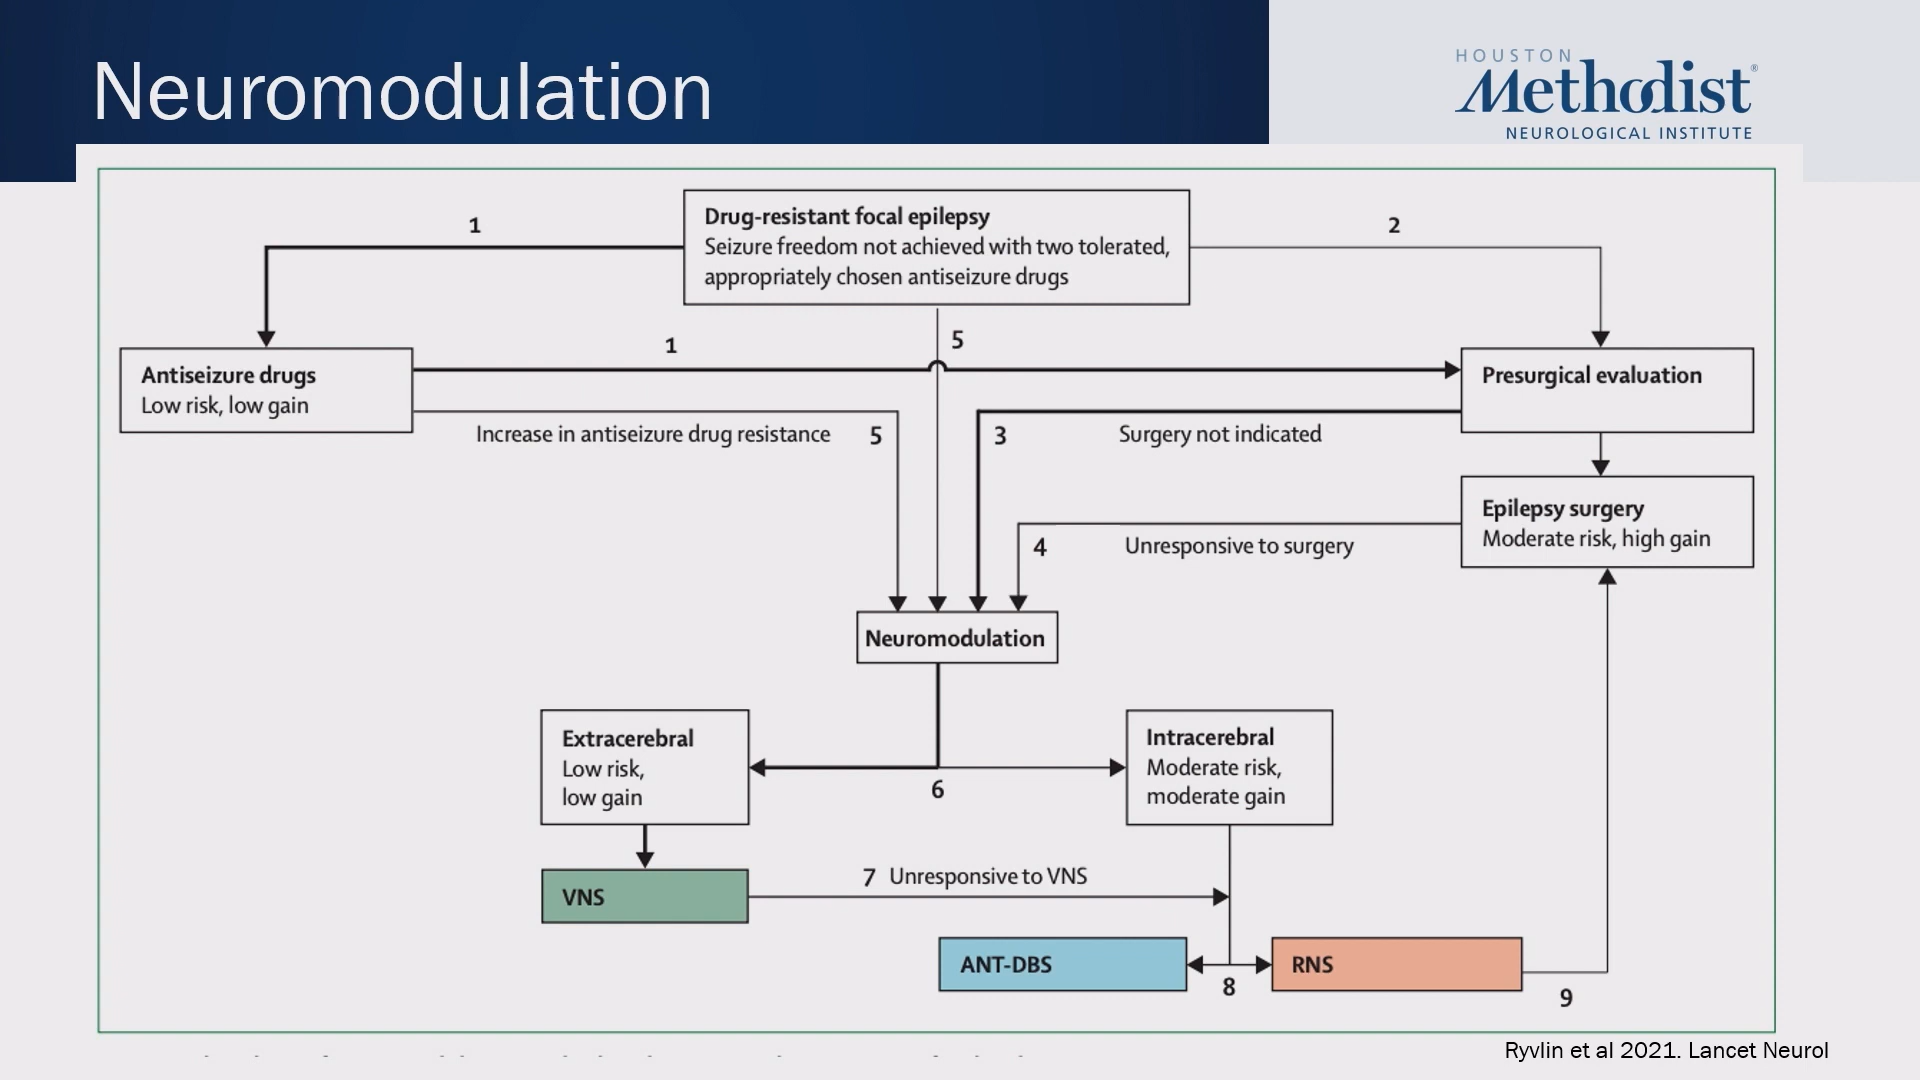 Neuromodulation
HOUSTON
Methodist®
NEUROLOGICAL INSTITUTE
Drug-resistant focal epilepsy
Seizure freedom not achieved with two tolerated,
appropriately chosen antiseizure drugs
1
2
5
1
Antiseizure drugs
Low risk, low gain
Presurgical evaluation
Increase in antiseizure drug resistance
5
3
Surgery not indicated
Epilepsy surgery
Moderate risk, high gain
4
Unresponsive to surgery
Neuromodulation
Extracerebral
Low risk,
low gain
Intracerebral
Moderate risk,
moderate gain
6
7 Unresponsive to VNS
VNS
ANT-DBS
RNS
8
9
Ryvlin et al 2021. Lancet Neurol